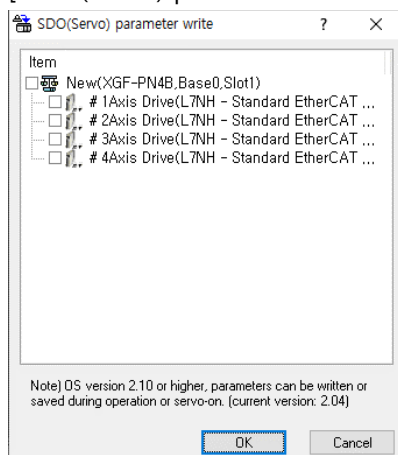 SDO(Servo) parameter write ? ×
Item
New(XGF-PN4B,Base0,Slot1)
# 1Axis Drive(L7NH - Standard EtherCAT ...
# 2Axis Drive(L7NH - Standard EtherCAT ...
# 3Axis Drive(L7NH - Standard EtherCAT ...
# 4Axis Drive(L7NH - Standard EtherCAT ...
Note) OS version 2.10 or higher, parameters can be written or
saved during operation or servo-on. (current version: 2.04)
OK Cancel